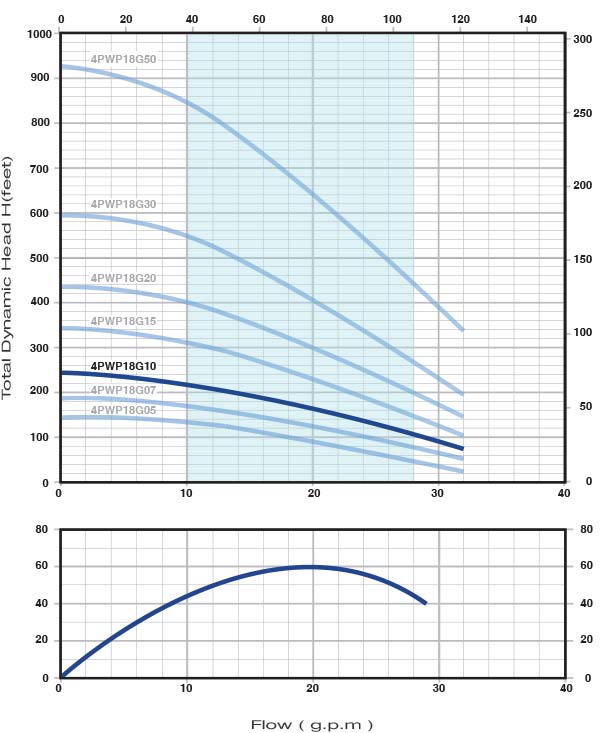 0 20 40 60 80 100 120 140
1000 300
4PWP18G50
900
250
800
700
200
4PWP18G30
600
500 150
4PWP18G20
400
4PWP18G15
100
300
4PWP18G10
4PWP18G07
200
50
4PWP18G05
100
0 0
0 10 20 30 40
Total Dynamic Head H(feet)
80 80
60 60
40 40
20 20
0 0
0 10 20 30 40
Flow ( g.p.m )